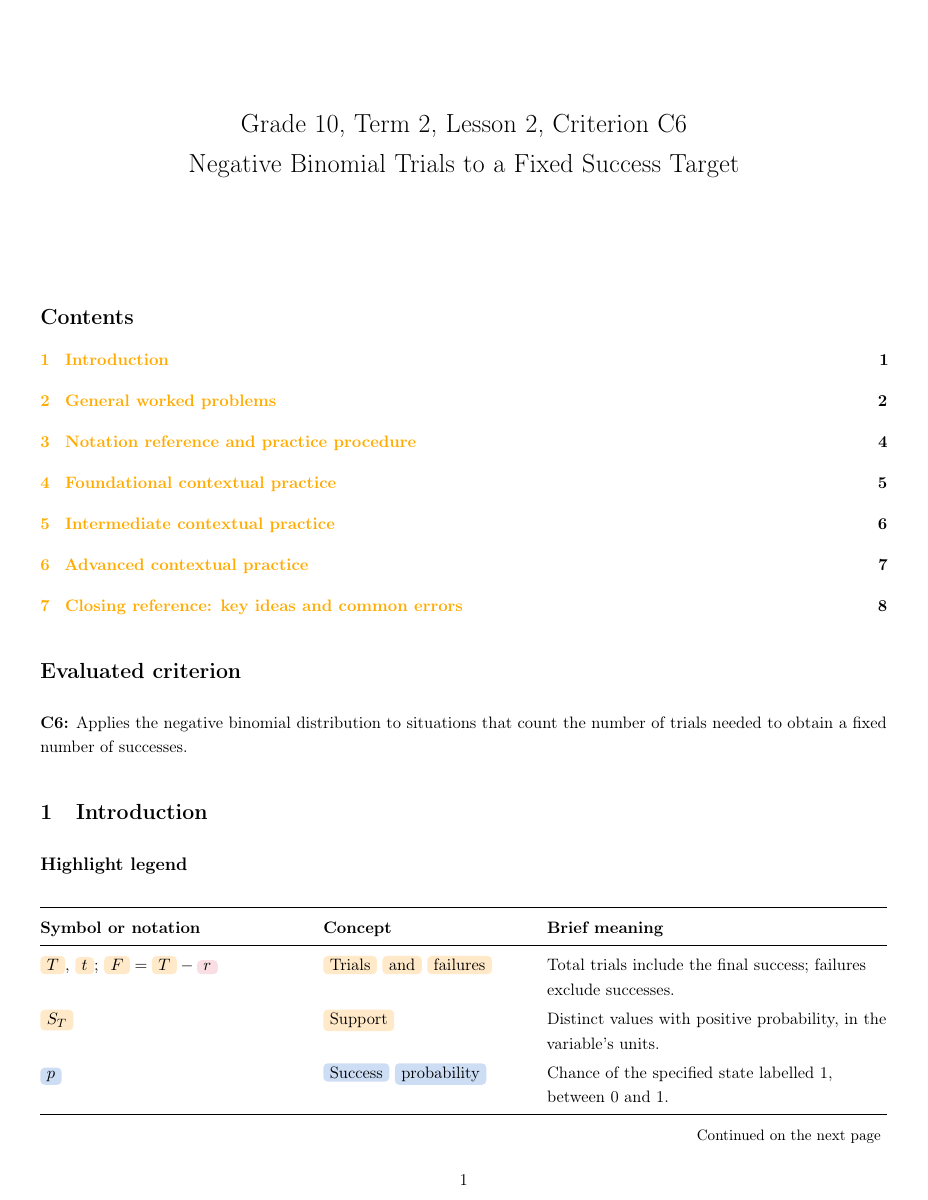 Grade 10, Term 2, Lesson 2, Criterion C6
Negative Binomial Trials to a Fixed Success Target
Contents
1 Introduction 1
2 General worked problems 2
3 Notation reference and practice procedure 4
4 Foundational contextual practice 5
5 Intermediate contextual practice 6
6 Advanced contextual practice 7
7 Closing reference: key ideas and common errors 8
Evaluated criterion
C6: Applies the negative binomial distribution to situations that count the number of trials needed to obtain a fixed
number of successes.
1 Introduction
Highlight legend
Symbol or notation Concept Brief meaning
T , t ; F = T − r Trials and failures Total trials include the final success; failures
exclude successes.
S_T Support Distinct values with positive probability, in the
variable's units.
p Success probability Chance of the specified state labelled 1,
between 0 and 1.
Continued on the next page
1